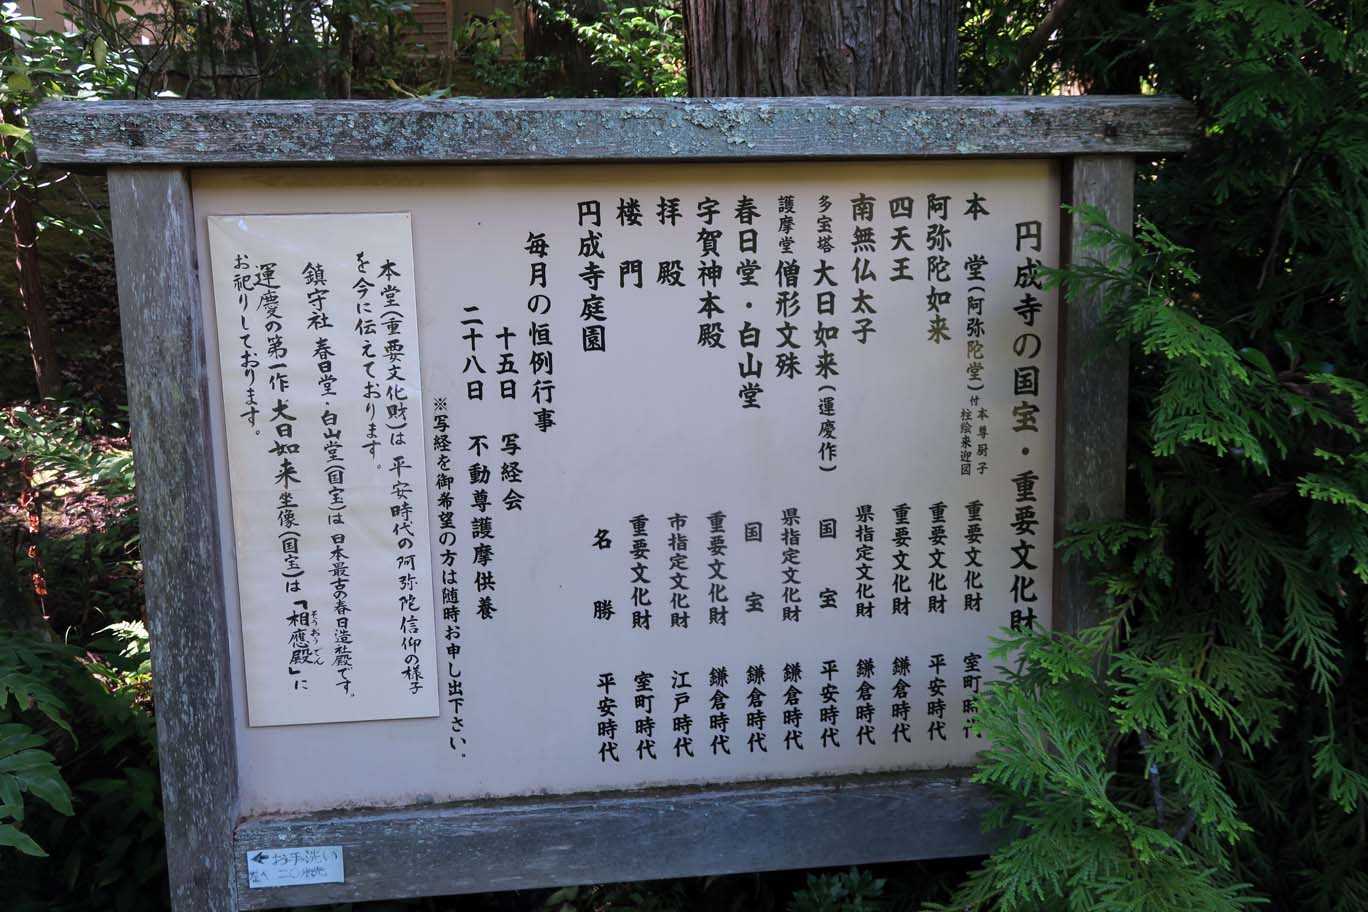 円成寺の国宝・重要文化財
本　堂(阿弥陀堂)付 本尊厨子 柱絵来迎図　重要文化財　室町時代
阿弥陀如来　重要文化財　平安時代
四天王　重要文化財　鎌倉時代
南無仏太子　県指定文化財　鎌倉時代
多宝塔 大日如来(運慶作)　国　宝　平安時代
護摩堂 僧形文殊　県指定文化財　鎌倉時代
春日堂・白山堂　国　宝　鎌倉時代
宇賀神本殿　重要文化財　鎌倉時代
拝　殿　市指定文化財　江戸時代
楼　門　重要文化財　室町時代
円成寺庭園　名　勝　平安時代
毎月の恒例行事
十五日　写経会
二十八日　不動尊護摩供養
※写経を御希望の方は随時お申し出下さい。
本堂(重要文化財)は 平安時代の阿弥陀信仰の様子
を今に伝えております。
鎮守社 春日堂・白山堂(国宝)は 日本最古の春日造社殿です。
運慶の第一作 大日如来坐像(国宝)は「相應殿」に
そうおうでん
お祀りしております。
←お手洗い